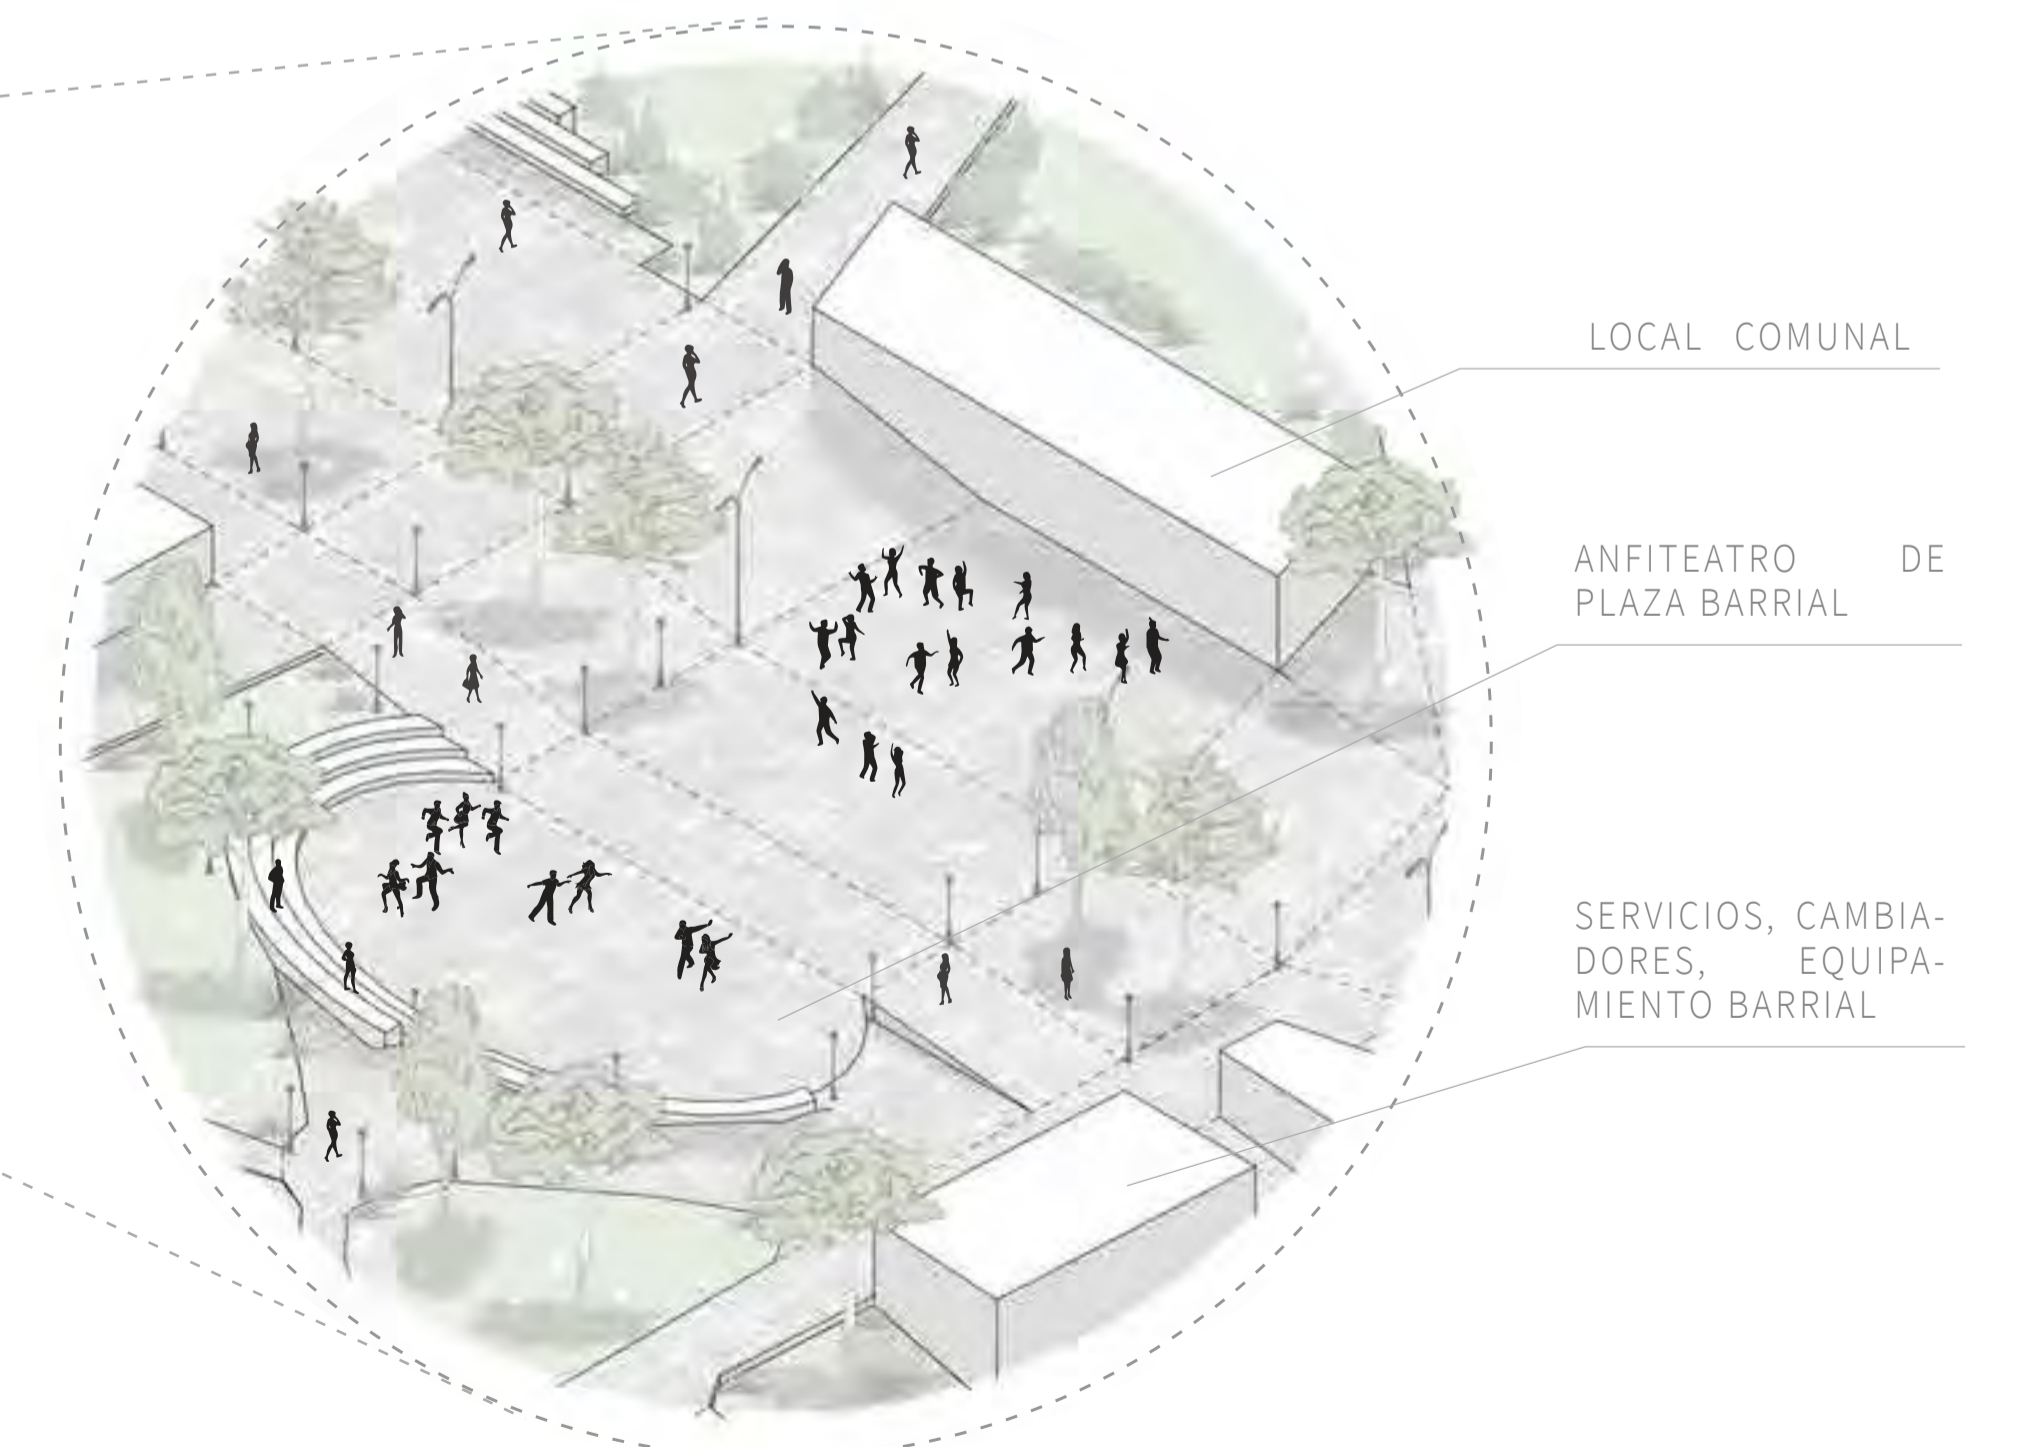 LOCAL COMUNAL
ANFITEATRO DE
PLAZA BARRIAL
SERVICIOS, CAMBIA-
DORES, EQUIPA-
MIENTO BARRIAL